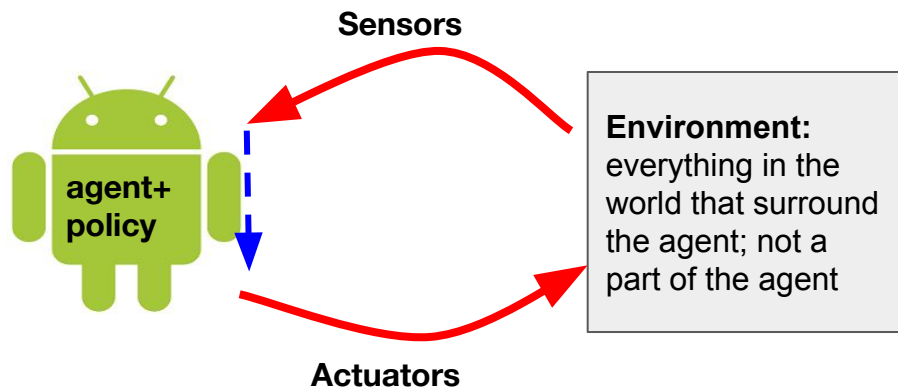 Sensors
agent+
policy
Environment:
everything in the
world that surround
the agent; not a
part of the agent
Actuators